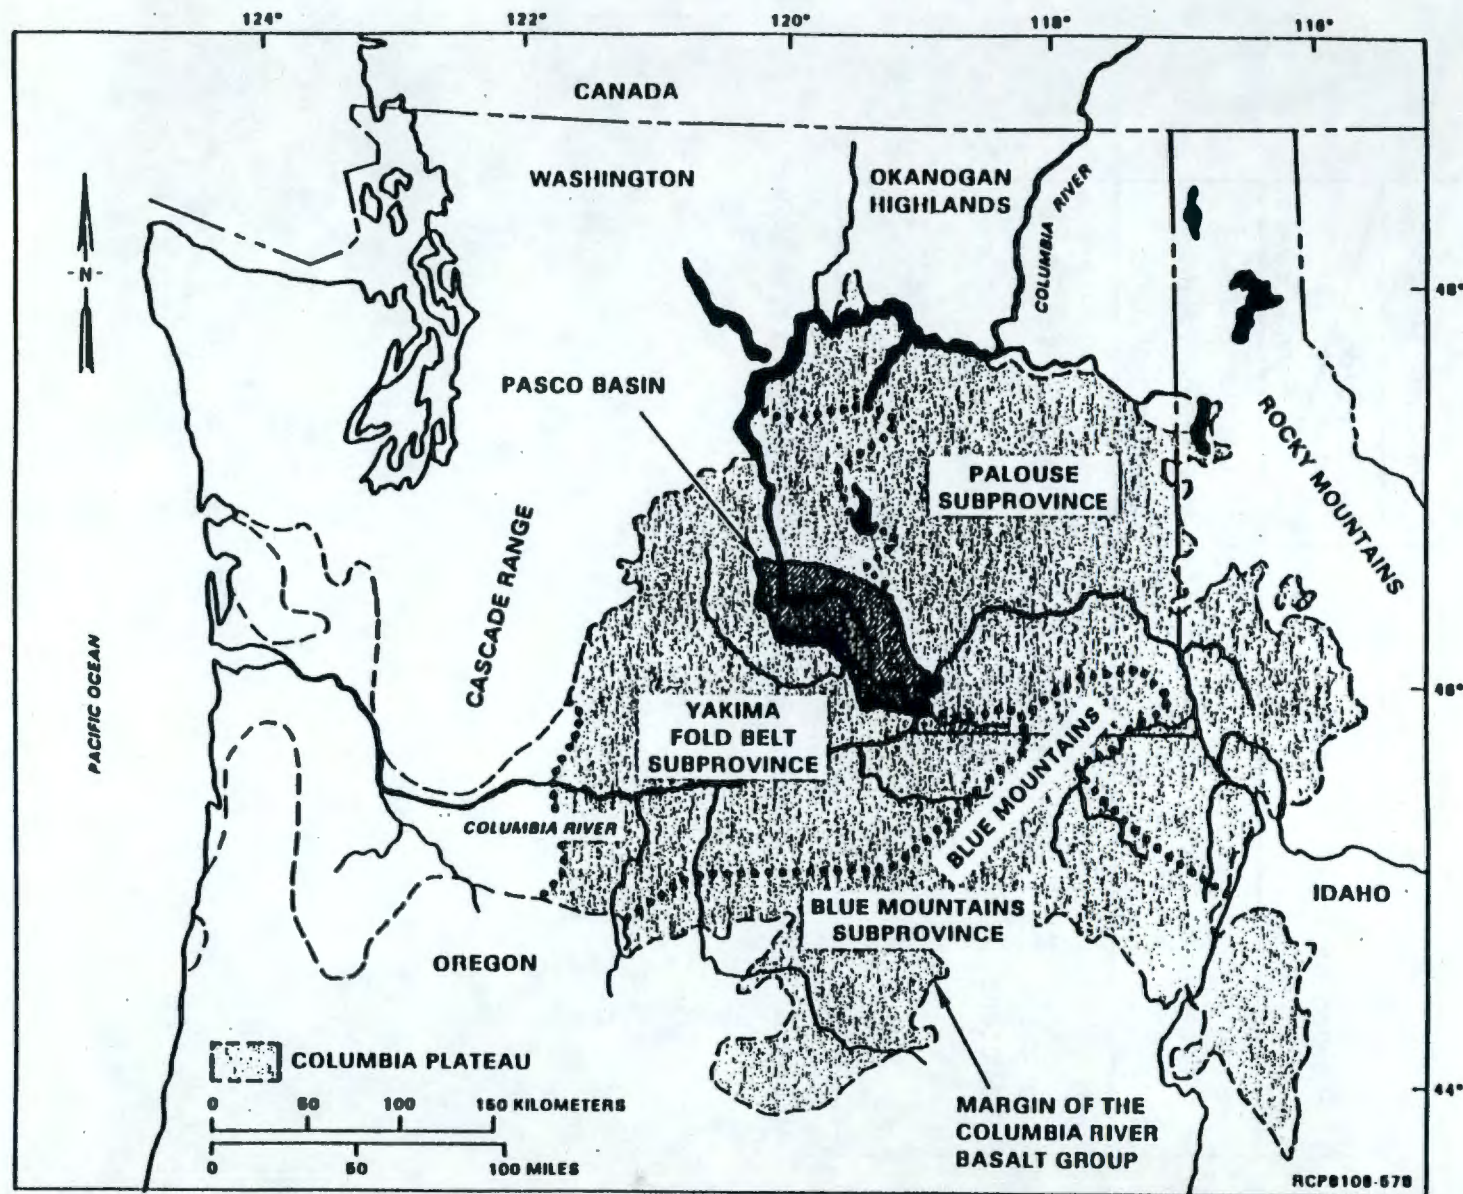 124° 122° 120° 118° 116°
CANADA
WASHINGTON
OKANOGAN
HIGHLANDS
COLUMBIA RIVER
-N-
48°
PASCO BASIN
ROCKY MOUNTAINS
PALOUSE
SUBPROVINCE
CASCADE RANGE
PACIFIC OCEAN
46°
YAKIMA
FOLD BELT
SUBPROVINCE
BLUE MOUNTAINS
COLUMBIA RIVER
IDAHO
BLUE MOUNTAINS
SUBPROVINCE
OREGON
COLUMBIA PLATEAU
44°
0 50 100 150 KILOMETERS
0 50 100 MILES
MARGIN OF THE
COLUMBIA RIVER
BASALT GROUP
RCP8108-578